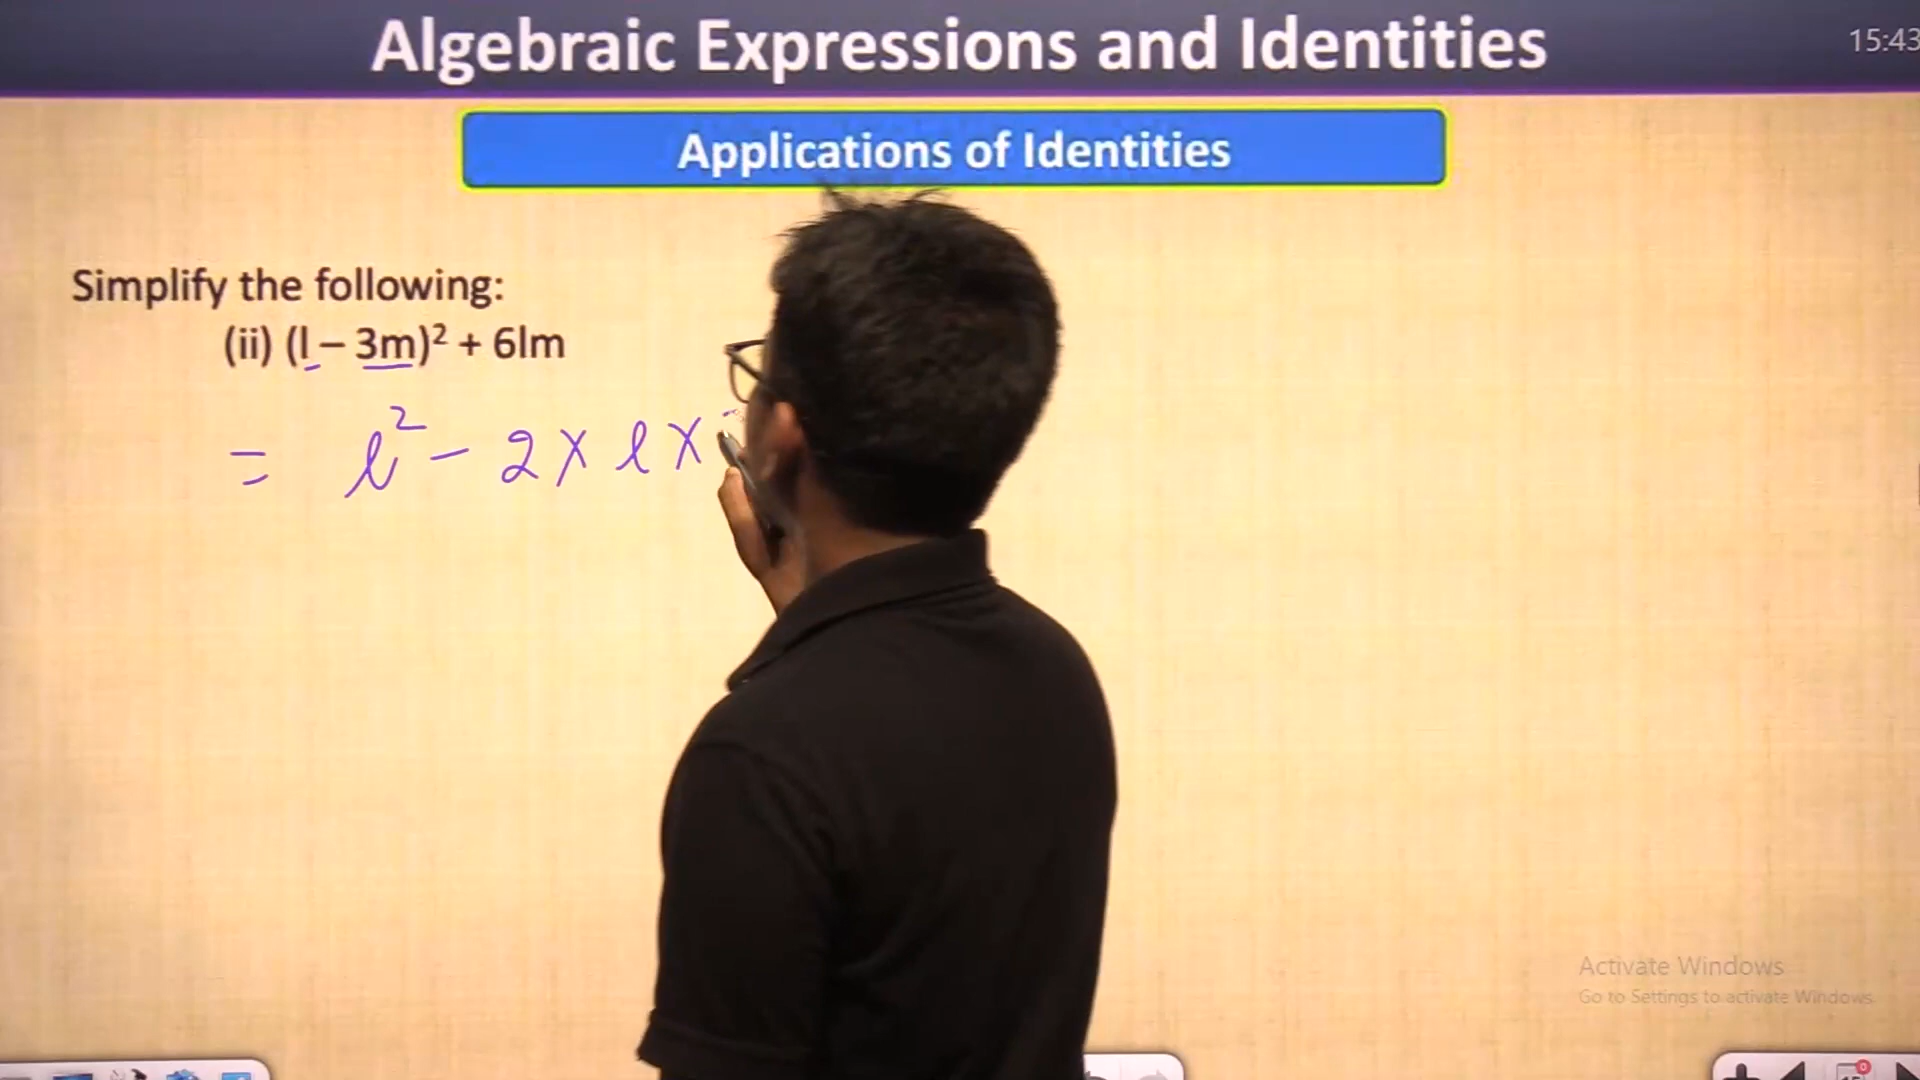 Algebraic Expressions and Identities
15:43
Applications of Identities
Simplify the following:
(ii) (l – 3m)² + 6lm
= l² – 2 × l ×
Activate Windows
Go to Settings to activate Windows.